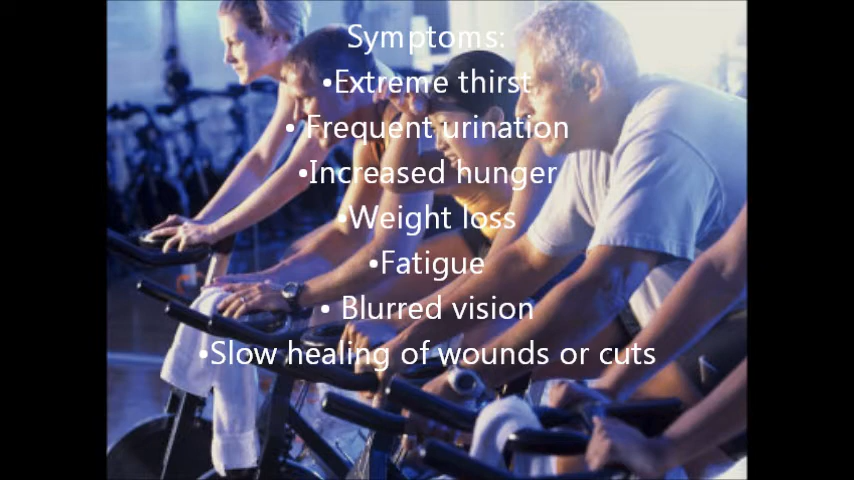 Symptoms:
•Extreme thirst
• Frequent urination
•Increased hunger
•Weight loss
•Fatigue
• Blurred vision
•Slow healing of wounds or cuts